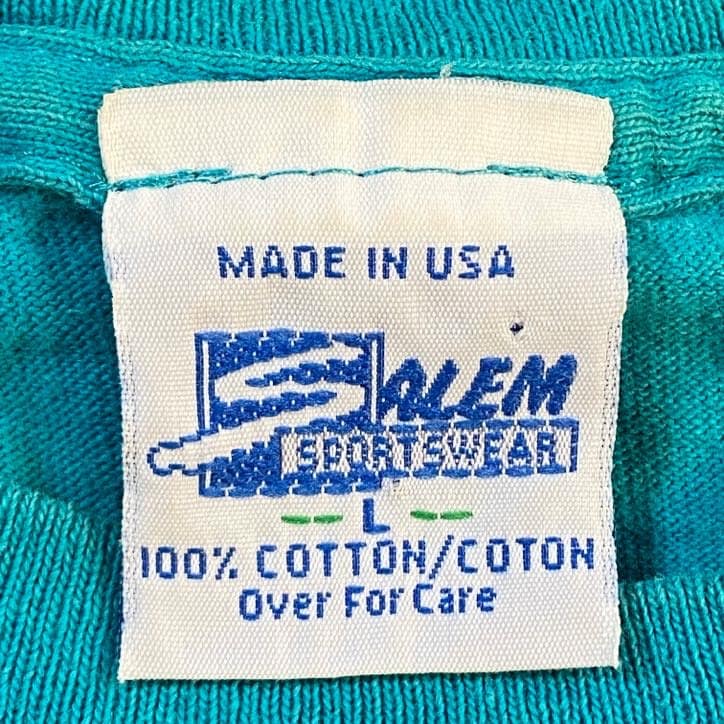 MADE IN USA
SALEM
SPORTSWEAR
L
100% COTTON/COTON
Over For Care